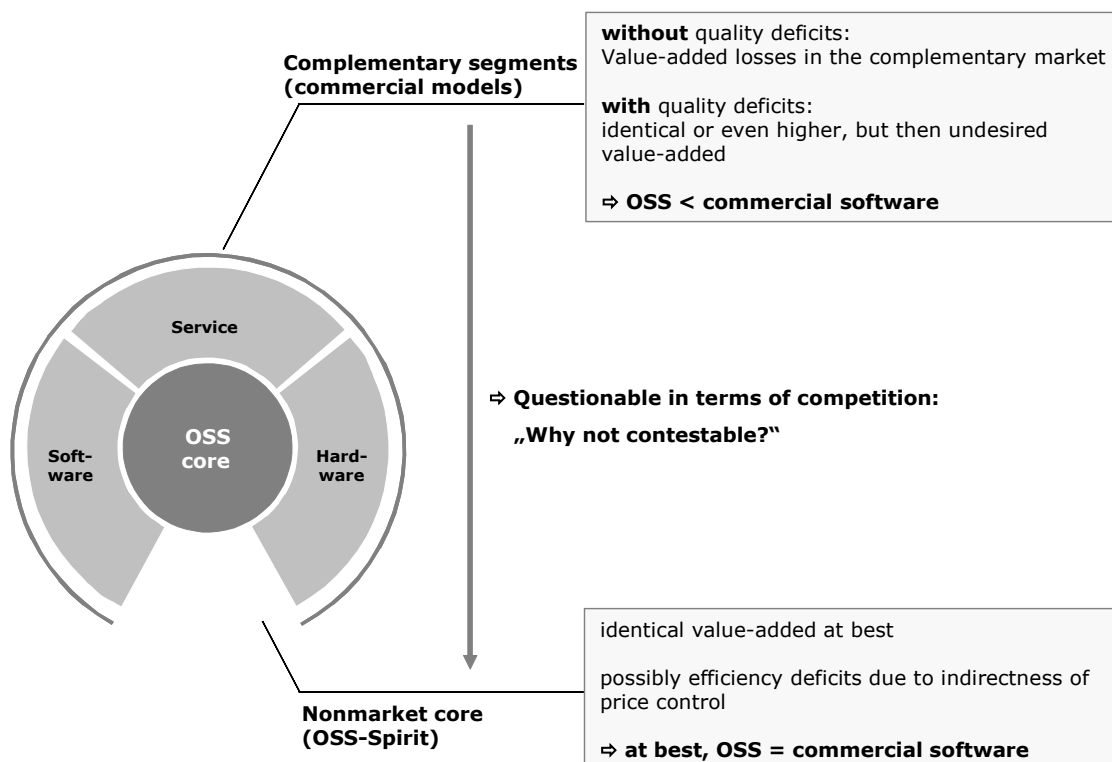 Complementary segments
(commercial models)
without quality deficits:
Value-added losses in the complementary market
with quality deficits:
identical or even higher, but then undesired
value-added
⇨ OSS < commercial software
Service
Soft-
ware
OSS
core
Hard-
ware
⇨ Questionable in terms of competition:
„Why not contestable?“
Nonmarket core
(OSS-Spirit)
identical value-added at best
possibly efficiency deficits due to indirectness of
price control
⇨ at best, OSS = commercial software